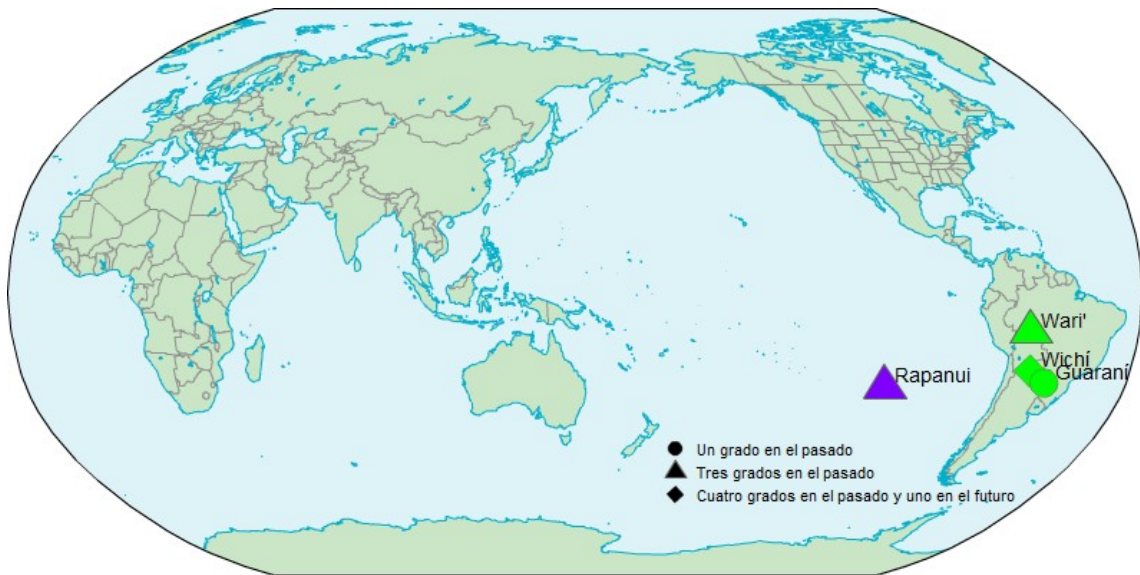 Wari'
Wichí
Guaraní
Rapanui
Un grado en el pasado
Tres grados en el pasado
Cuatro grados en el pasado y uno en el futuro